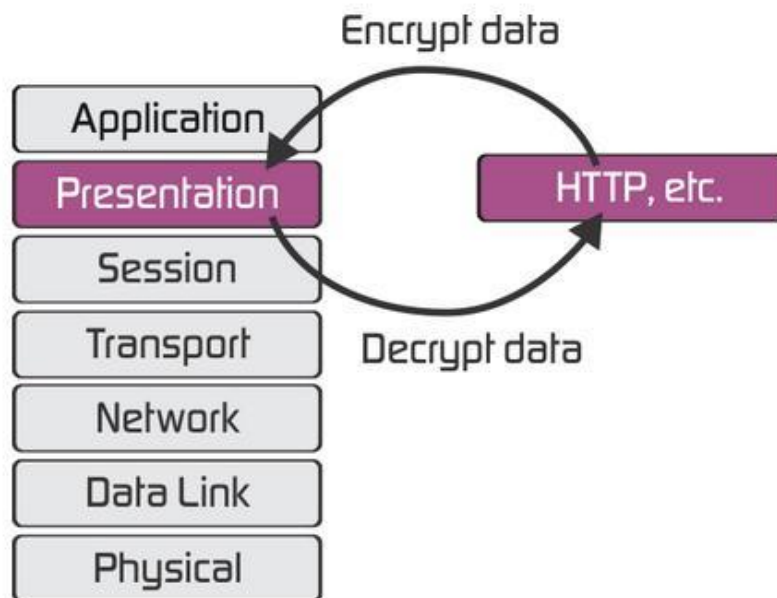 Encrypt data
Application
Presentation
HTTP, etc.
Session
Transport
Decrypt data
Network
Data Link
Physical